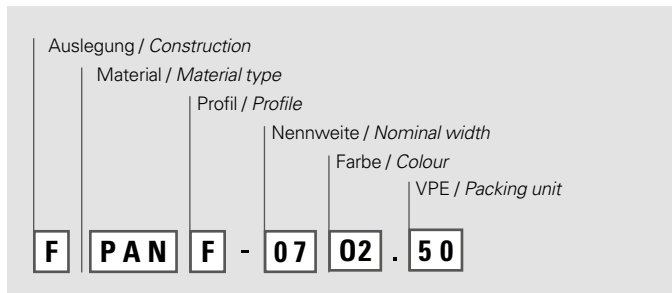 Auslegung / Construction
Material / Material type
Profil / Profile
Nennweite / Nominal width
Farbe / Colour
VPE / Packing unit
F PAN F - 07 02 . 50